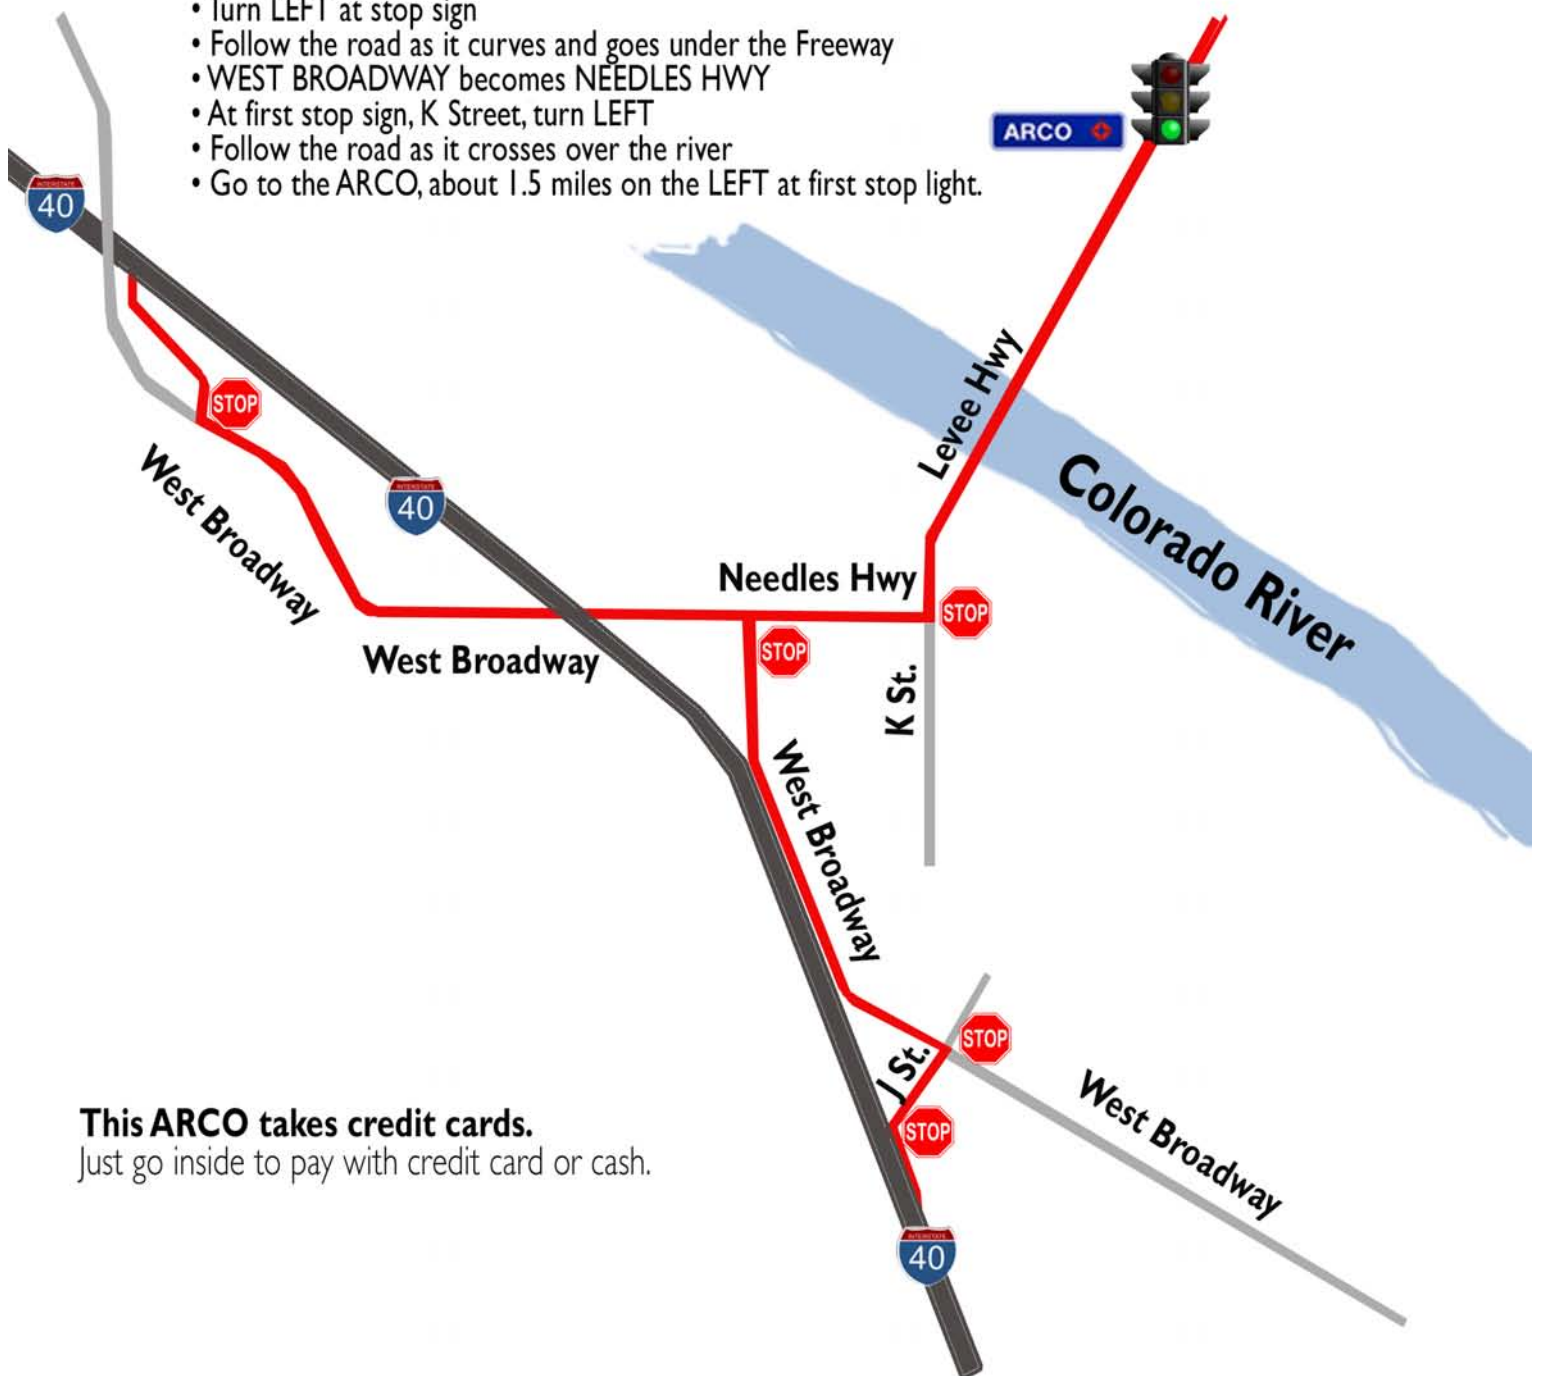 • Turn LEFT at stop sign
• Follow the road as it curves and goes under the Freeway
• WEST BROADWAY becomes NEEDLES HWY
• At first stop sign, K Street, turn LEFT
• Follow the road as it crosses over the river
• Go to the ARCO, about 1.5 miles on the LEFT at first stop light.
ARCO
INTERSTATE
40
Levee Hwy
STOP
West Broadway
INTERSTATE
40
Colorado River
Needles Hwy
STOP
West Broadway
STOP
K St.
West Broadway
STOP
J St.
STOP
West Broadway
This ARCO takes credit cards.
Just go inside to pay with credit card or cash.
INTERSTATE
40